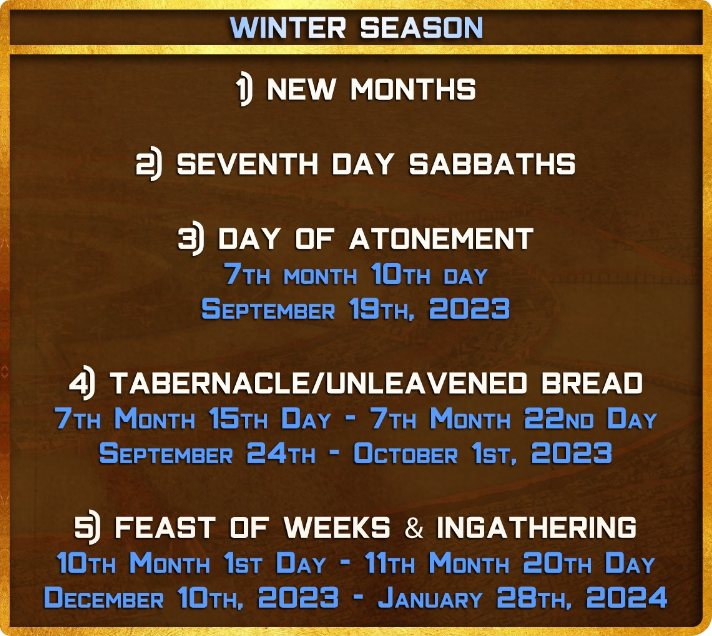 WINTER SEASON
1) NEW MONTHS
2) SEVENTH DAY SABBATHS
3) DAY OF ATONEMENT
7TH MONTH 10TH DAY
SEPTEMBER 19TH, 2023
4) TABERNACLE/UNLEAVENED BREAD
7TH MONTH 15TH DAY - 7TH MONTH 22ND DAY
SEPTEMBER 24TH - OCTOBER 1ST, 2023
5) FEAST OF WEEKS & INGATHERING
10TH MONTH 1ST DAY - 11TH MONTH 20TH DAY
DECEMBER 10TH, 2023 - JANUARY 28TH, 2024